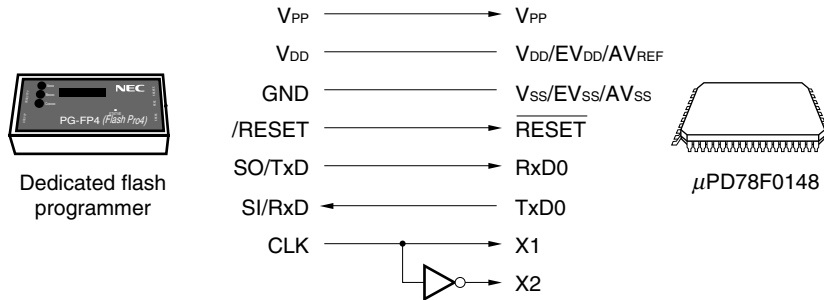 VPP VPP
VDD VDD/EVDD/AVREF
GND VSS/EVSS/AVSS
/RESET RESET
SO/TxD RxD0
SI/RxD TxD0
CLK X1
X2
NEC
PG-FP4 (Flash Pro4)
Dedicated flash
programmer
μPD78F0148